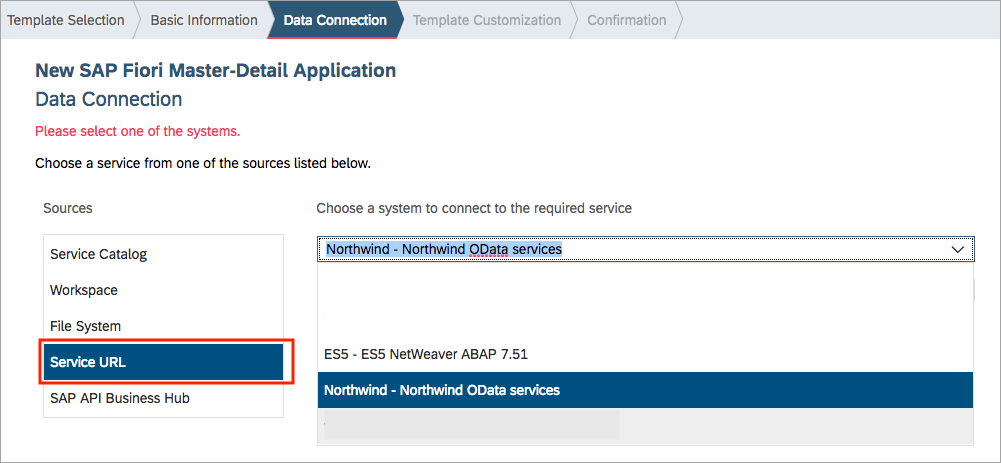 Template Selection
Basic Information
Data Connection
Template Customization
Confirmation
New SAP Fiori Master-Detail Application
Data Connection
Please select one of the systems.
Choose a service from one of the sources listed below.
Sources
Choose a system to connect to the required service
Service Catalog
Workspace
File System
Service URL
SAP API Business Hub
Northwind - Northwind OData services
ES5 - ES5 NetWeaver ABAP 7.51
Northwind - Northwind OData services